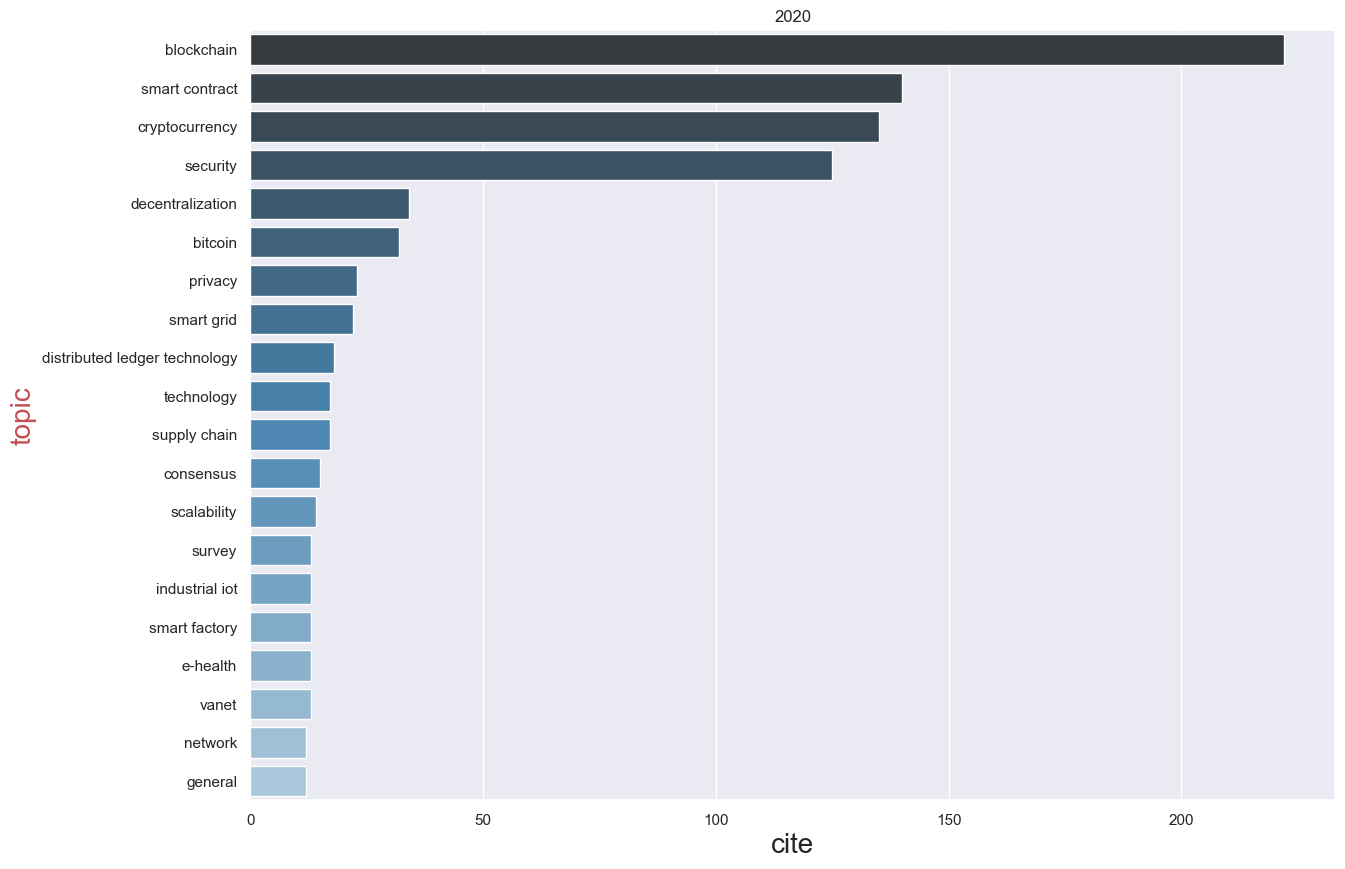 2020
blockchain
smart contract
cryptocurrency
security
decentralization
bitcoin
privacy
smart grid
distributed ledger technology
technology
supply chain
consensus
scalability
survey
industrial iot
smart factory
e-health
vanet
network
general
topic
0 50 100 150 200
cite